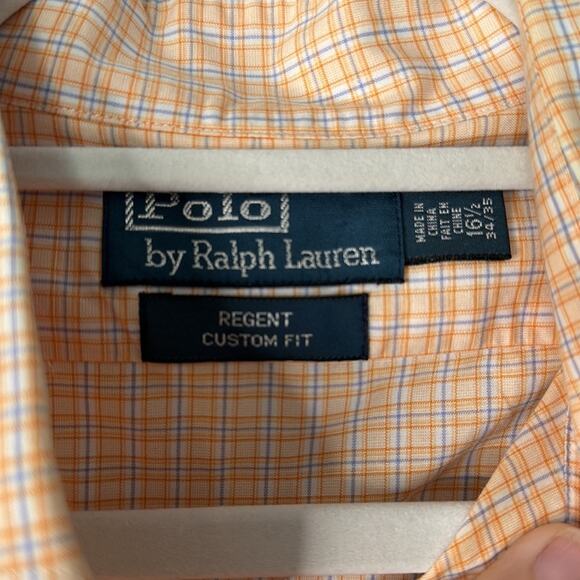 Polo
by Ralph Lauren
MADE IN
CHINA
FAIT EN
CHINE
16½
34/35
REGENT
CUSTOM FIT